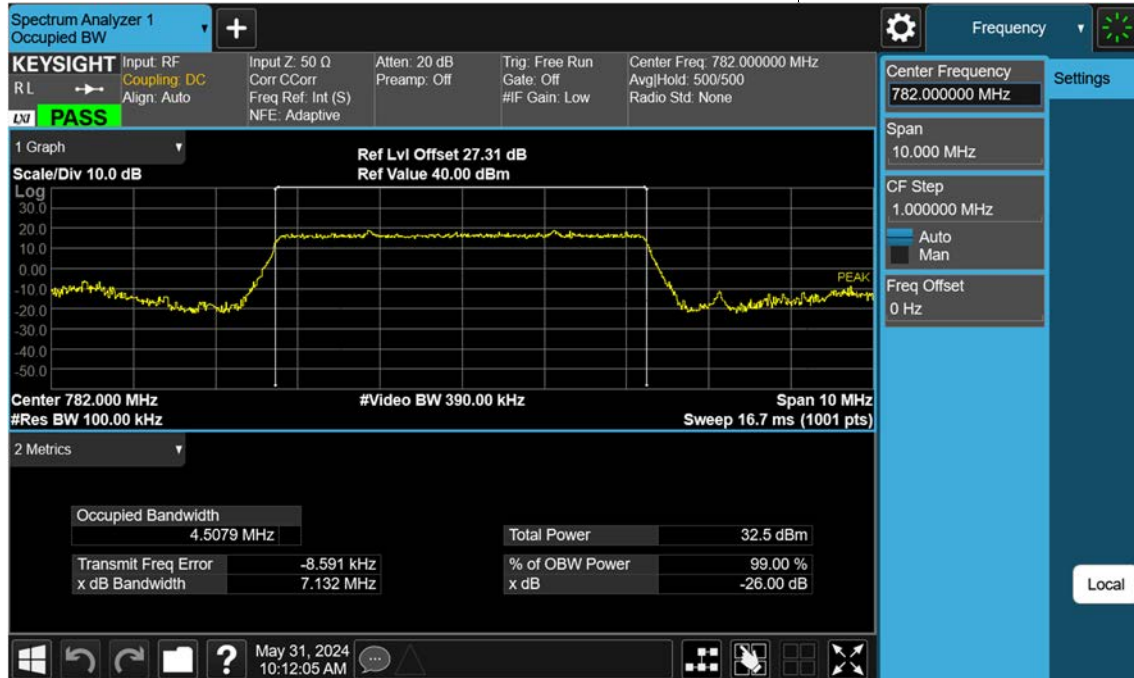 Spectrum Analyzer 1
Occupied BW
Frequency
KEYSIGHT
R L
LXI
PASS
Input: RF
Coupling: DC
Align: Auto
Input Z: 50 Ω
Corr CCorr
Freq Ref: Int (S)
NFE: Adaptive
Atten: 20 dB
Preamp: Off
Trig: Free Run
Gate: Off
#IF Gain: Low
Center Freq: 782.000000 MHz
Avg|Hold: 500/500
Radio Std: None
1 Graph
Scale/Div 10.0 dB
Ref Lvl Offset 27.31 dB
Ref Value 40.00 dBm
Log
30.0
20.0
10.0
0.00
-10.0
-20.0
-30.0
-40.0
-50.0
PEAK
Center 782.000 MHz
#Video BW 390.00 kHz
Span 10 MHz
#Res BW 100.00 kHz
Sweep 16.7 ms (1001 pts)
2 Metrics
Occupied Bandwidth
4.5079 MHz
Transmit Freq Error -8.591 kHz
x dB Bandwidth 7.132 MHz
Total Power 32.5 dBm
% of OBW Power 99.00 %
x dB -26.00 dB
Center Frequency
782.000000 MHz
Span
10.000 MHz
CF Step
1.000000 MHz
Auto
Man
Freq Offset
0 Hz
Settings
Local
?
May 31, 2024
10:12:05 AM